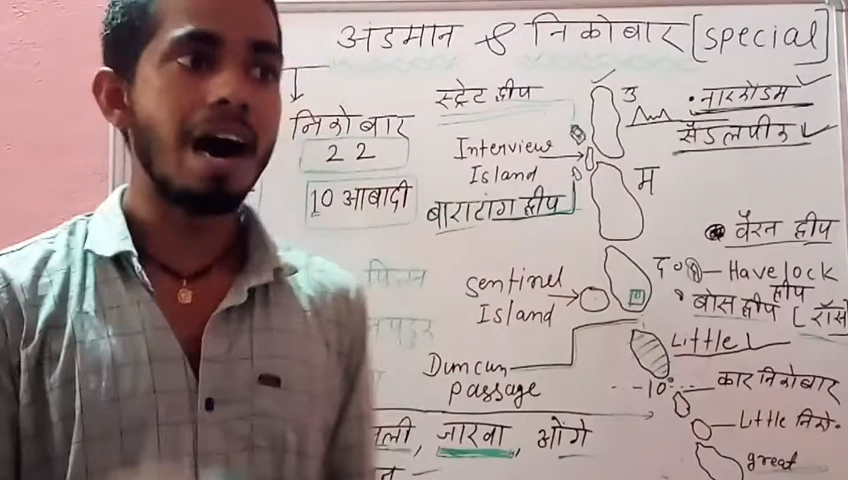 अंडमान & निकोबार [special]
निकोबार
22
10 आबादी
स्ट्रेट द्वीप
Interview
Island
बाराटांग द्वीप
sentinel
Island
Duncan
passage
उ
• नारकोडम
सैडलपीक
म
बैरन द्वीप
द
Havelock
द्वीप
बोस द्वीप [रॉस
Little
10°
कार निकोबार
Little निको.
great
जारवा, ओंगे